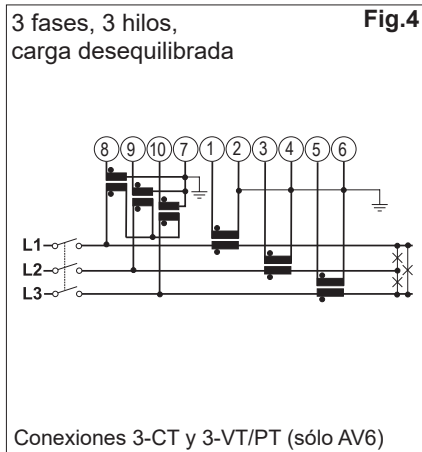 3 fases, 3 hilos,
carga desequilibrada
Fig.4
8 9 10 7 1 2 3 4 5 6
L1
L2
L3
Conexiones 3-CT y 3-VT/PT (sólo AV6)